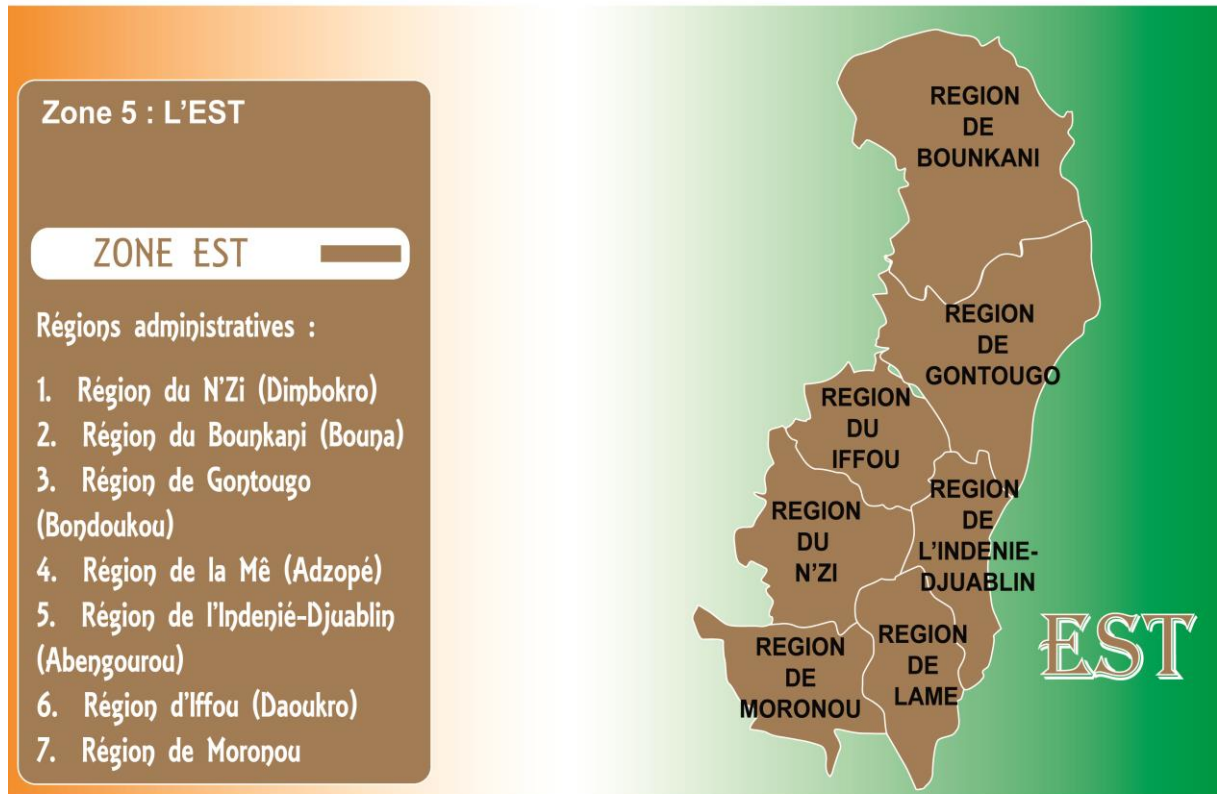 Zone 5 : L'EST
ZONE EST
Régions administratives :
1. Région du N'Zi (Dimbokro)
2. Région du Bounkani (Bouna)
3. Région de Gontougo
(Bondoukou)
4. Région de la Mê (Adzopé)
5. Région de l'Indenié-Djuablin
(Abengourou)
6. Région d'Iffou (Daoukro)
7. Région de Moronou
REGION
DE
BOUNKANI
REGION
DE
GONTOUGO
REGION
DU
IFFOU
REGION
DE
L'INDENIE-
DJUABLIN
REGION
DU
N'ZI
REGION
DE
MORONOU
REGION
DE
LAME
EST